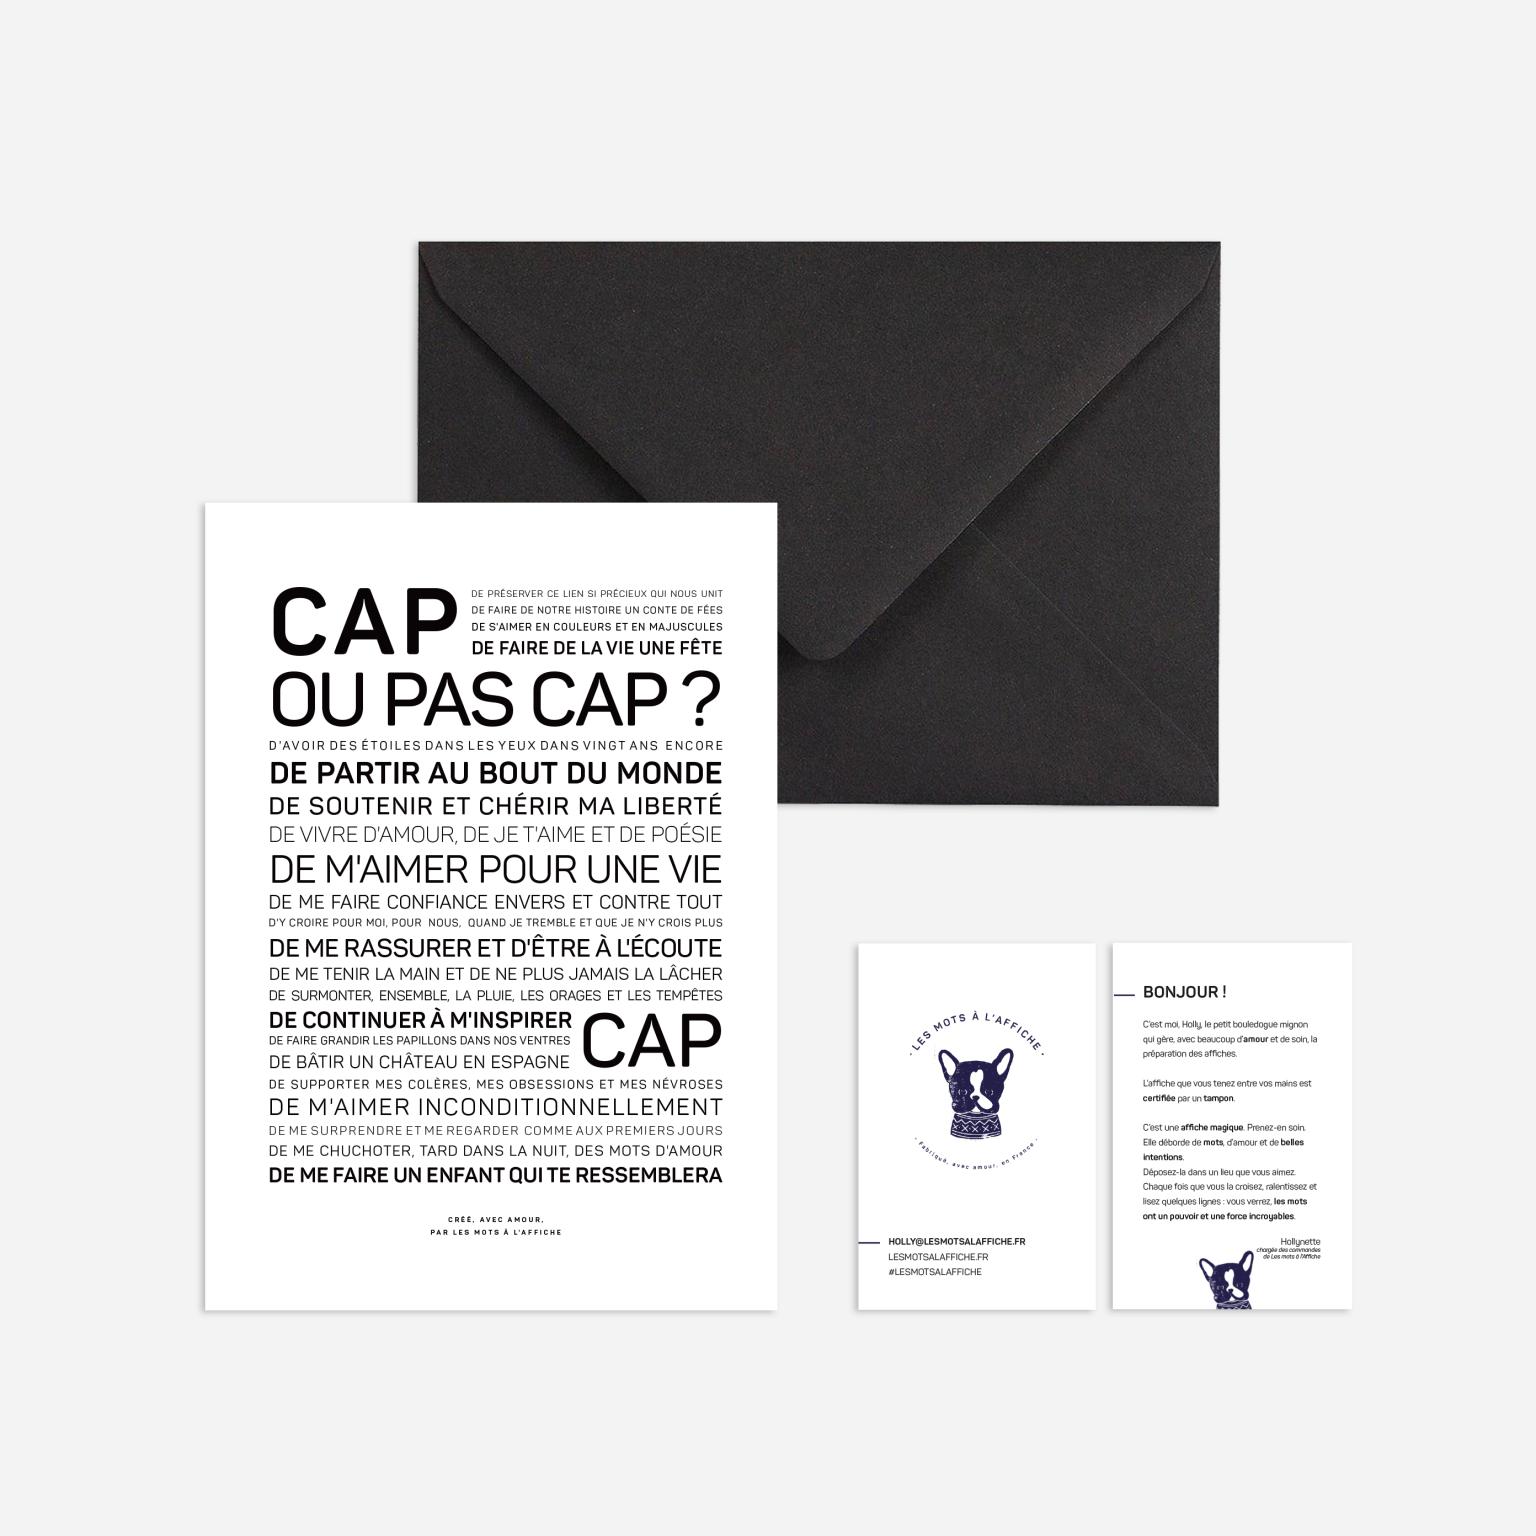 CAP
DE PRÉSERVER CE LIEN SI PRÉCIEUX QUI NOUS UNIT
DE FAIRE DE NOTRE HISTOIRE UN CONTE DE FÉES
DE S'AIMER EN COULEURS ET EN MAJUSCULES
DE FAIRE DE LA VIE UNE FÊTE
OU PAS CAP ?
D'AVOIR DES ÉTOILES DANS LES YEUX DANS VINGT ANS ENCORE
DE PARTIR AU BOUT DU MONDE
DE SOUTENIR ET CHÉRIR MA LIBERTÉ
DE VIVRE D'AMOUR, DE JE T'AIME ET DE POÉSIE
DE M'AIMER POUR UNE VIE
DE ME FAIRE CONFIANCE ENVERS ET CONTRE TOUT
D'Y CROIRE POUR MOI, POUR NOUS, QUAND JE TREMBLE ET QUE JE N'Y CROIS PLUS
DE ME RASSURER ET D'ÊTRE À L'ÉCOUTE
DE ME TENIR LA MAIN ET DE NE PLUS JAMAIS LA LÂCHER
DE SURMONTER, ENSEMBLE, LA PLUIE, LES ORAGES ET LES TEMPÊTES
DE CONTINUER À M'INSPIRER
DE FAIRE GRANDIR LES PAPILLONS DANS NOS VENTRES
DE BÂTIR UN CHÂTEAU EN ESPAGNE
CAP
DE SUPPORTER MES COLÈRES, MES OBSESSIONS ET MES NÉVROSES
DE M'AIMER INCONDITIONNELLEMENT
DE ME SURPRENDRE ET ME REGARDER COMME AUX PREMIERS JOURS
DE ME CHUCHOTER, TARD DANS LA NUIT, DES MOTS D'AMOUR
DE ME FAIRE UN ENFANT QUI TE RESSEMBLERA
CRÉÉ, AVEC AMOUR,
PAR LES MOTS À L'AFFICHE
· LES MOTS À L'AFFICHE ·
· Fabriqué, avec amour, en France ·
HOLLY@LESMOTSALAFFICHE.FR
LESMOTSALAFFICHE.FR
#LESMOTSALAFFICHE
BONJOUR !
C'est moi, Holly, le petit bouledogue mignon
qui gère, avec beaucoup d'amour et de soin, la
préparation des affiches.
L'affiche que vous tenez entre vos mains est
certifiée par un tampon.
C'est une affiche magique. Prenez-en soin.
Elle déborde de mots, d'amour et de belles
intentions.
Déposez-la dans un lieu que vous aimez.
Chaque fois que vous la croisez, ralentissez et
lisez quelques lignes : vous verrez, les mots
ont un pouvoir et une force incroyables.
Hollynette
chargée des commandes
de Les mots à l'Affiche